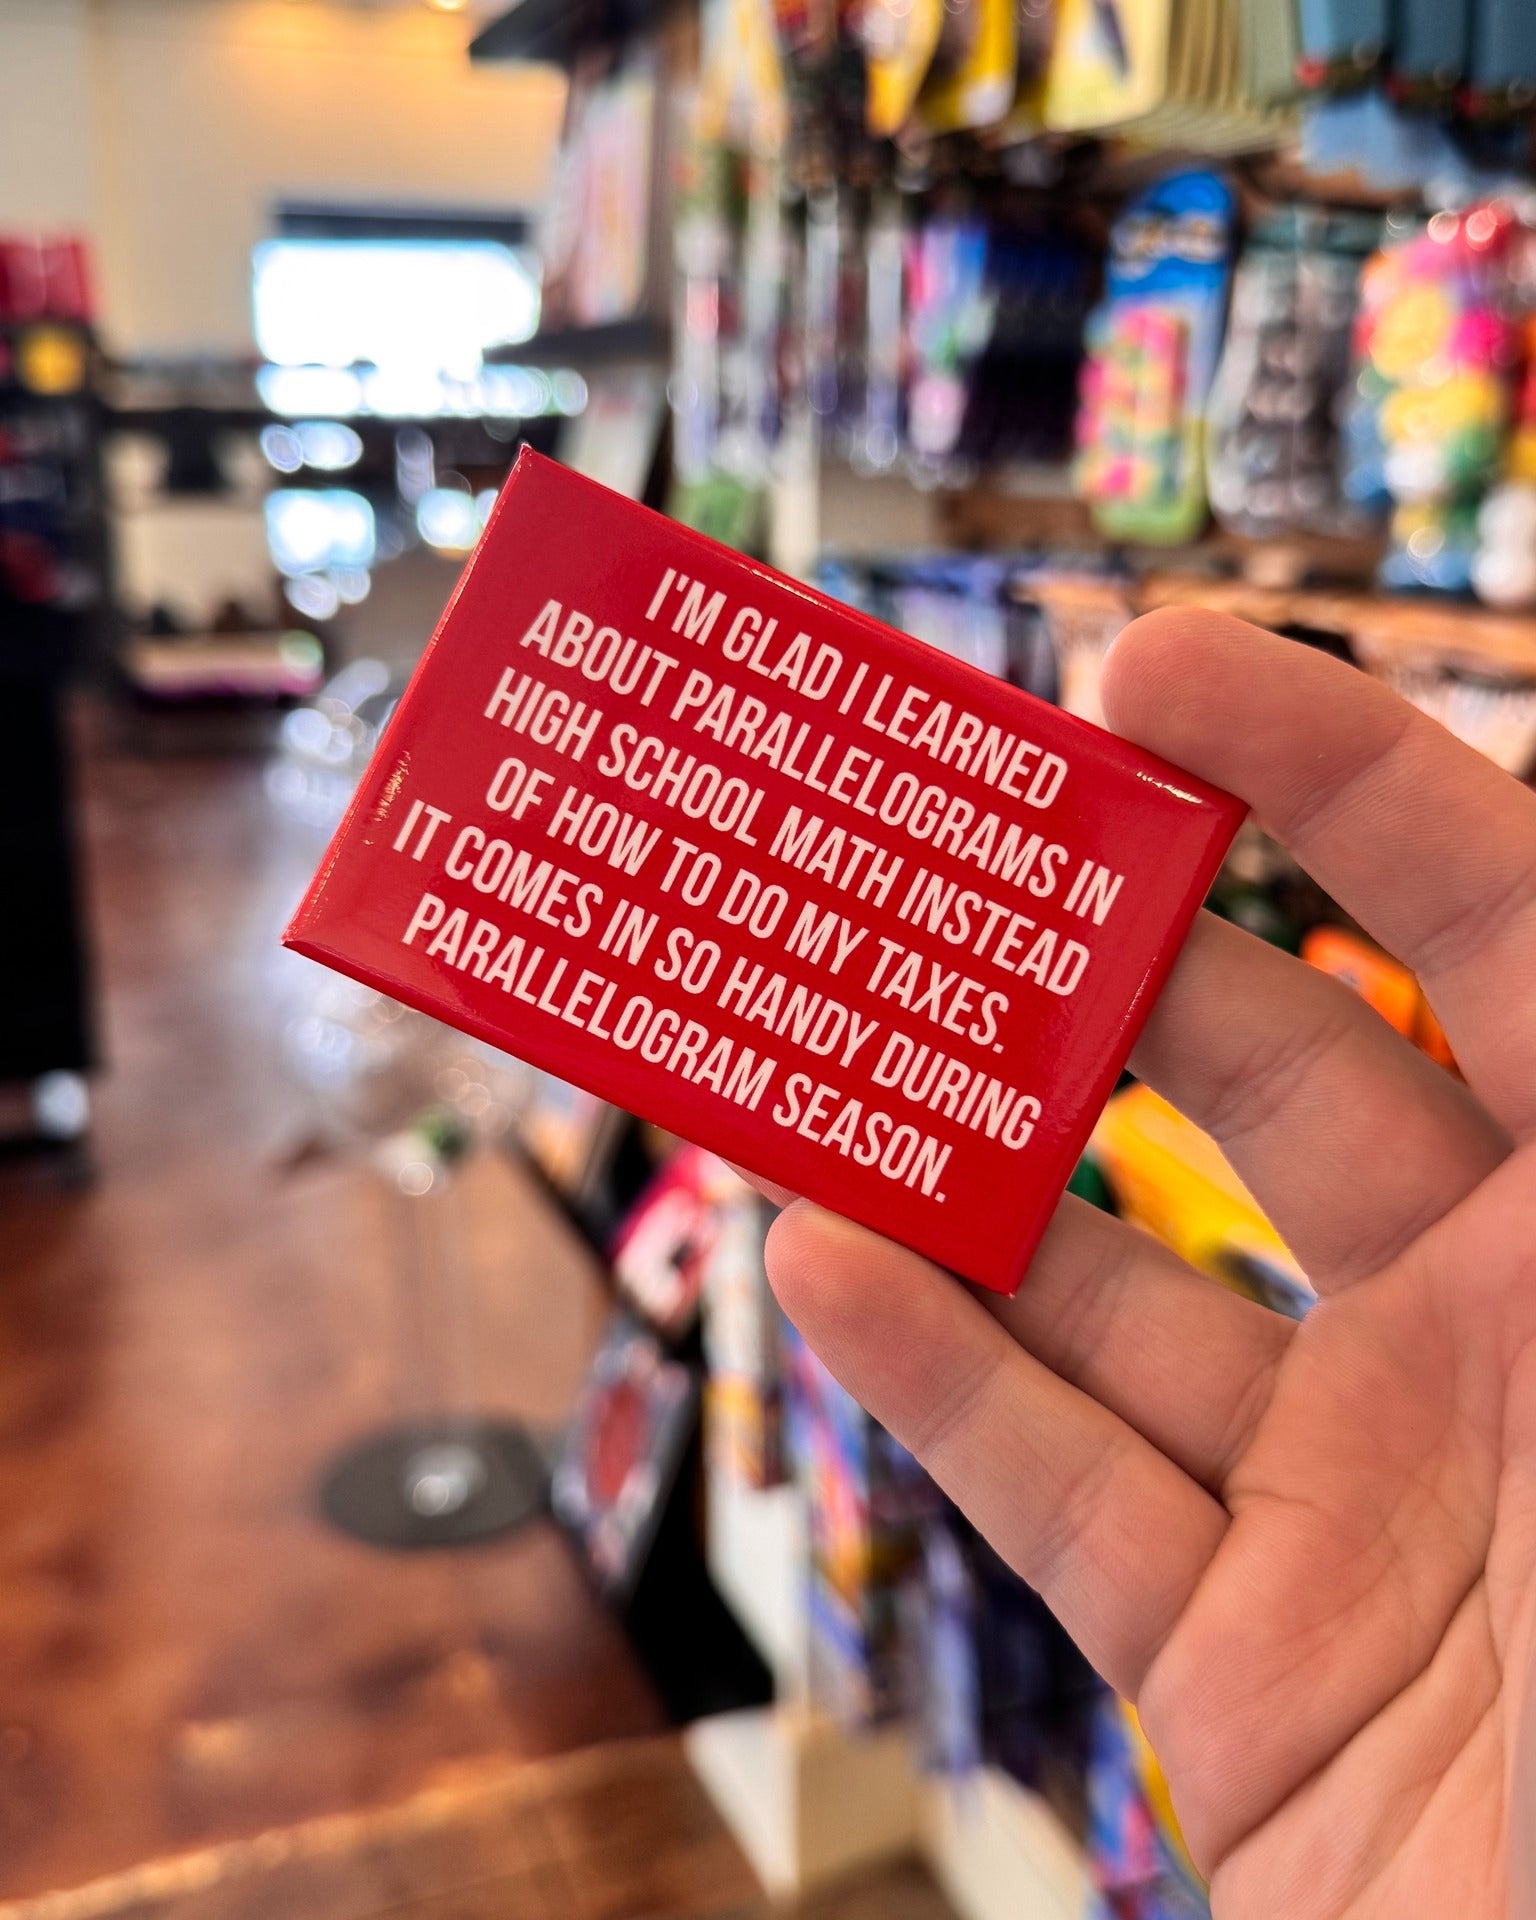 I'M GLAD I LEARNED
ABOUT PARALLELOGRAMS IN
HIGH SCHOOL MATH INSTEAD
OF HOW TO DO MY TAXES.
IT COMES IN SO HANDY DURING
PARALLELOGRAM SEASON.